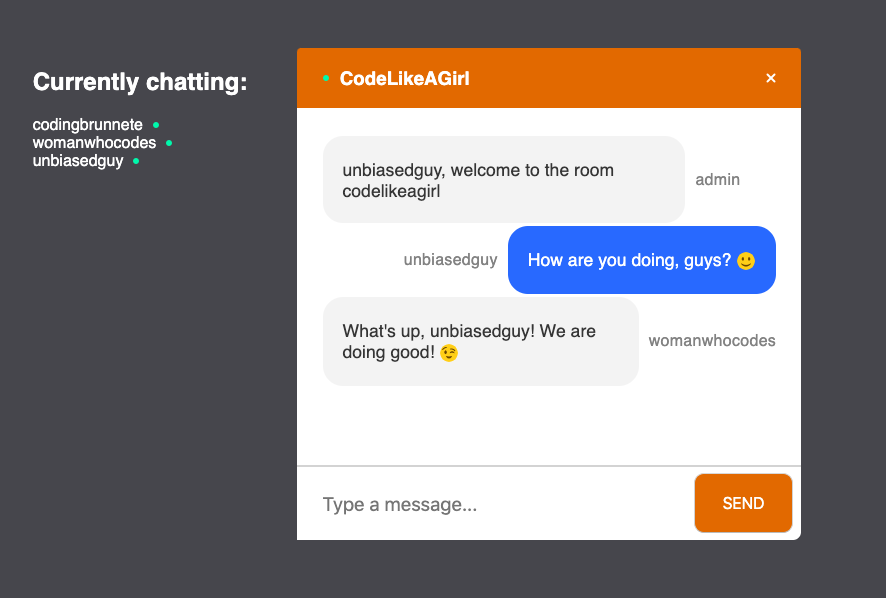 Currently chatting:
codingbrunnete
womanwhocodes
unbiasedguy
CodeLikeAGirl
unbiasedguy, welcome to the room
codelikeagirl
admin
unbiasedguy
How are you doing, guys? 🙂
What's up, unbiasedguy! We are
doing good! 😉
womanwhocodes
Type a message...
SEND